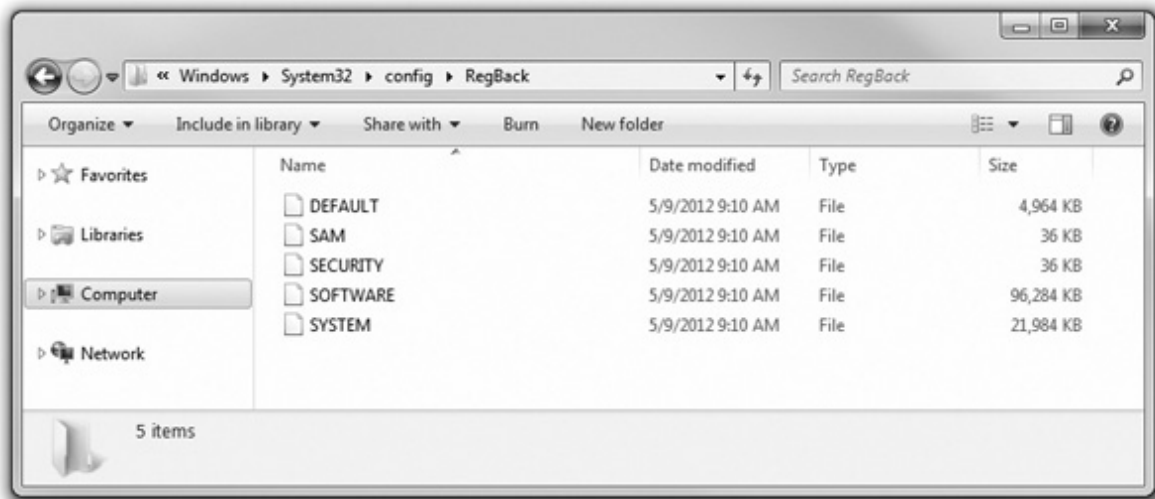 « Windows ▸ System32 ▸ config ▸ RegBack Search RegBack
Organize Include in library Share with Burn New folder
Name Date modified Type Size
Favorites
DEFAULT 5/9/2012 9:10 AM File 4,964 KB
Libraries SAM 5/9/2012 9:10 AM File 36 KB
SECURITY 5/9/2012 9:10 AM File 36 KB
Computer SOFTWARE 5/9/2012 9:10 AM File 96,284 KB
SYSTEM 5/9/2012 9:10 AM File 21,984 KB
Network
5 items